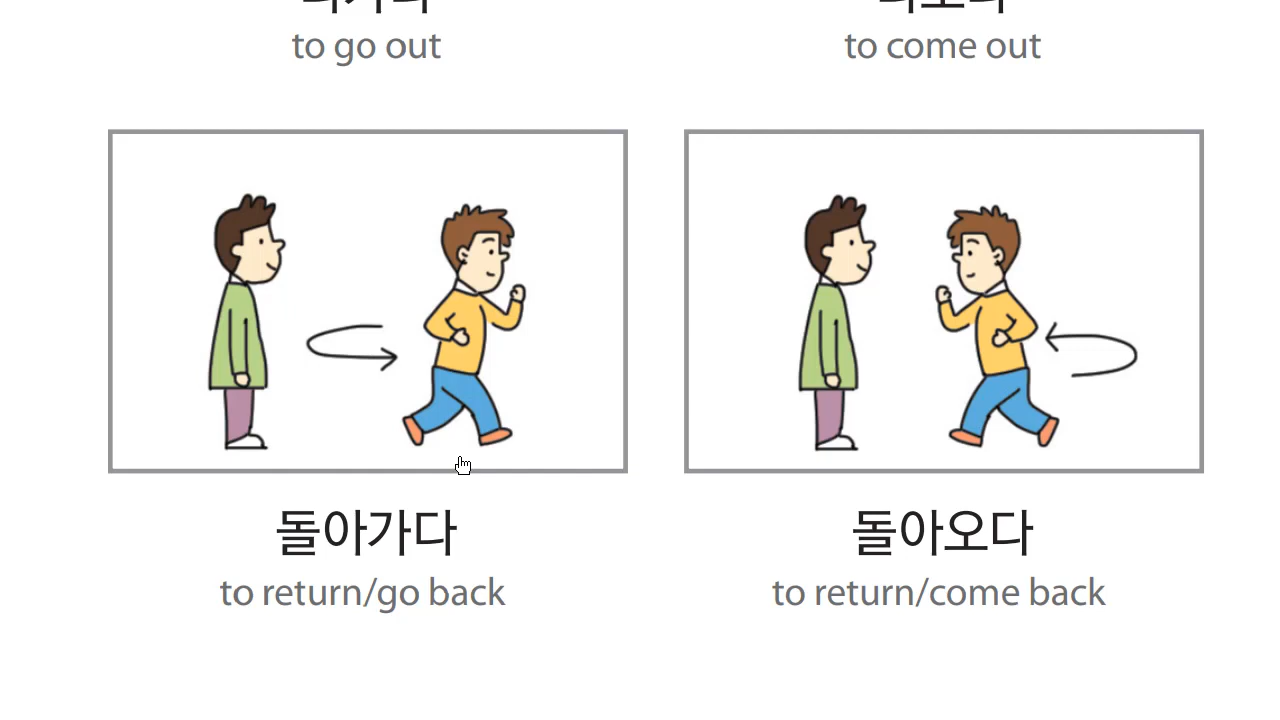 to go out
to come out
돌아가다
돌아오다
to return/go back
to return/come back